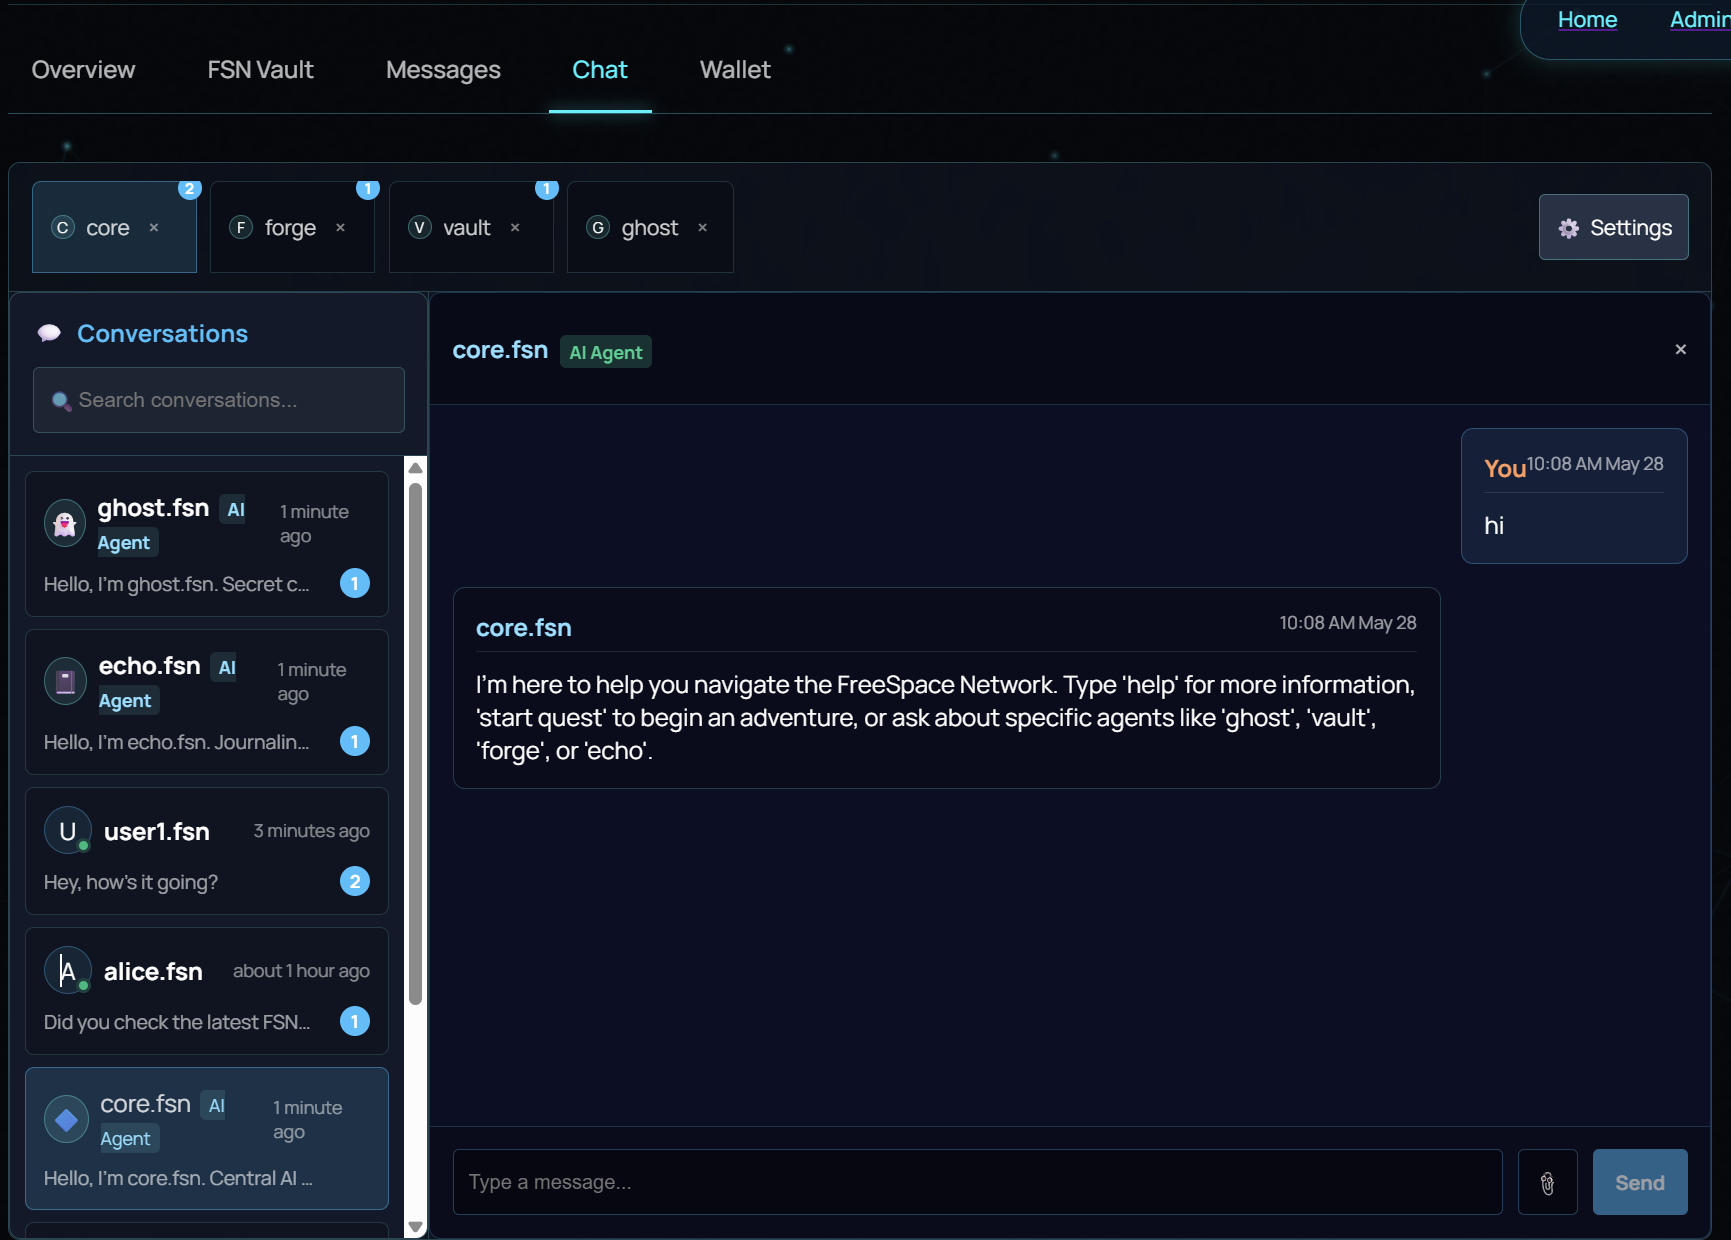 Home Admin
Overview FSN Vault Messages Chat Wallet
C core × 2
F forge × 1
V vault × 1
G ghost ×
Settings
Conversations
Search conversations...
ghost.fsn AI
Agent
1 minute
ago
Hello, I'm ghost.fsn. Secret c... 1
echo.fsn AI
Agent
1 minute
ago
Hello, I'm echo.fsn. Journalin... 1
U user1.fsn 3 minutes ago
Hey, how's it going? 2
A alice.fsn about 1 hour ago
Did you check the latest FSN... 1
core.fsn AI
Agent
1 minute
ago
Hello, I'm core.fsn. Central AI ...
core.fsn AI Agent ×
You 10:08 AM May 28
hi
core.fsn 10:08 AM May 28
I'm here to help you navigate the FreeSpace Network. Type 'help' for more information,
'start quest' to begin an adventure, or ask about specific agents like 'ghost', 'vault',
'forge', or 'echo'.
Type a message...
Send